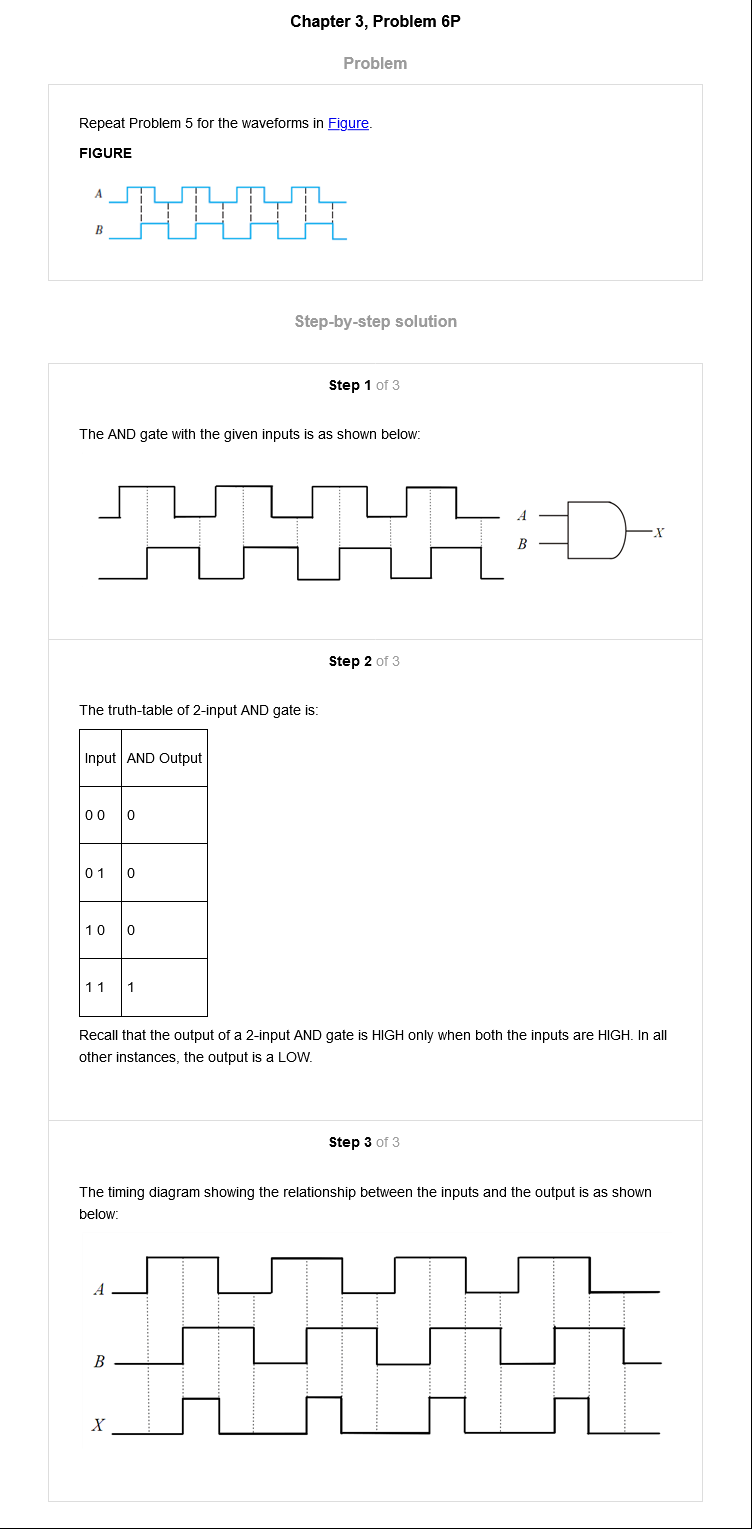 Chapter 3, Problem 6P
Problem
Repeat Problem 5 for the waveforms in Figure.
FIGURE
A
B
Step-by-step solution
Step 1 of 3
The AND gate with the given inputs is as shown below:
A
B
X
Step 2 of 3
The truth-table of 2-input AND gate is:
Input AND Output
0 0 0
0 1 0
1 0 0
1 1 1
Recall that the output of a 2-input AND gate is HIGH only when both the inputs are HIGH. In all
other instances, the output is a LOW.
Step 3 of 3
The timing diagram showing the relationship between the inputs and the output is as shown
below:
A
B
X